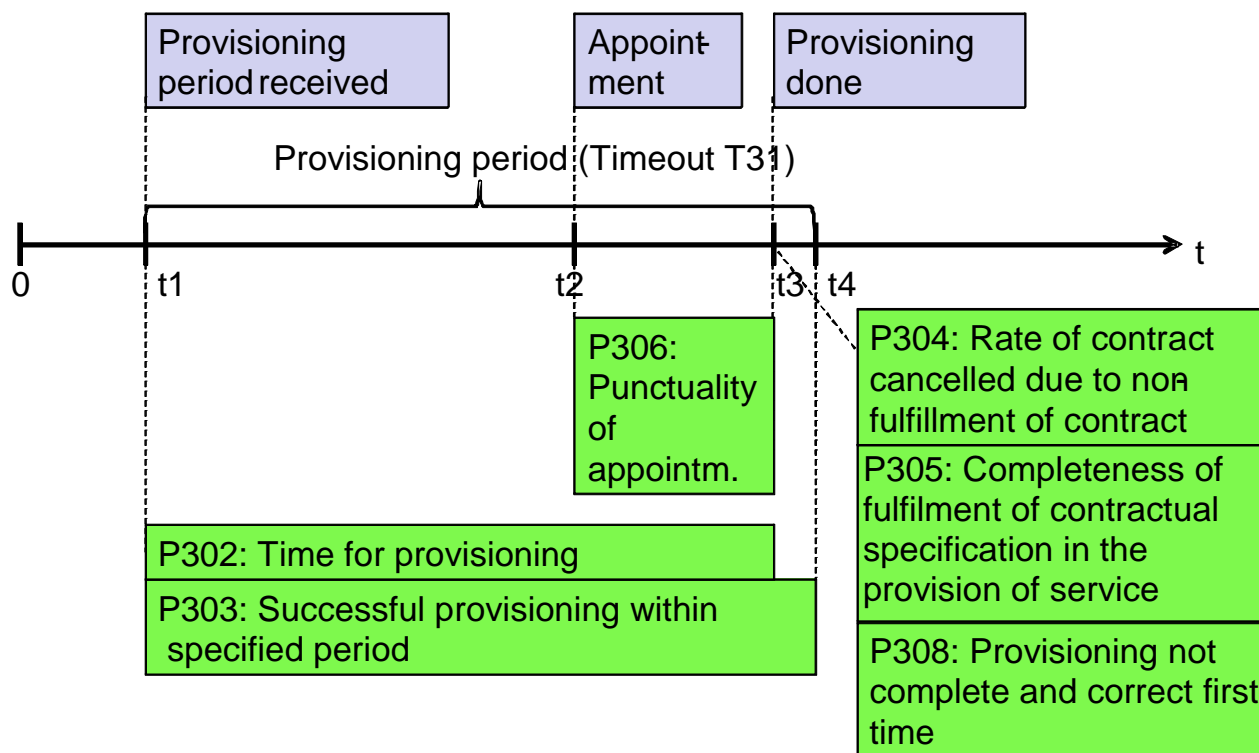 Provisioning
period received
Appoint-
ment
Provisioning
done
Provisioning period (Timeout T31)
t
0
t1
t2
t3
t4
P306:
Punctuality
of
appointm.
P304: Rate of contract
cancelled due to non-
fulfillment of contract
P305: Completeness of
fulfilment of contractual
specification in the
provision of service
P308: Provisioning not
complete and correct first
time
P302: Time for provisioning
P303: Successful provisioning within
specified period